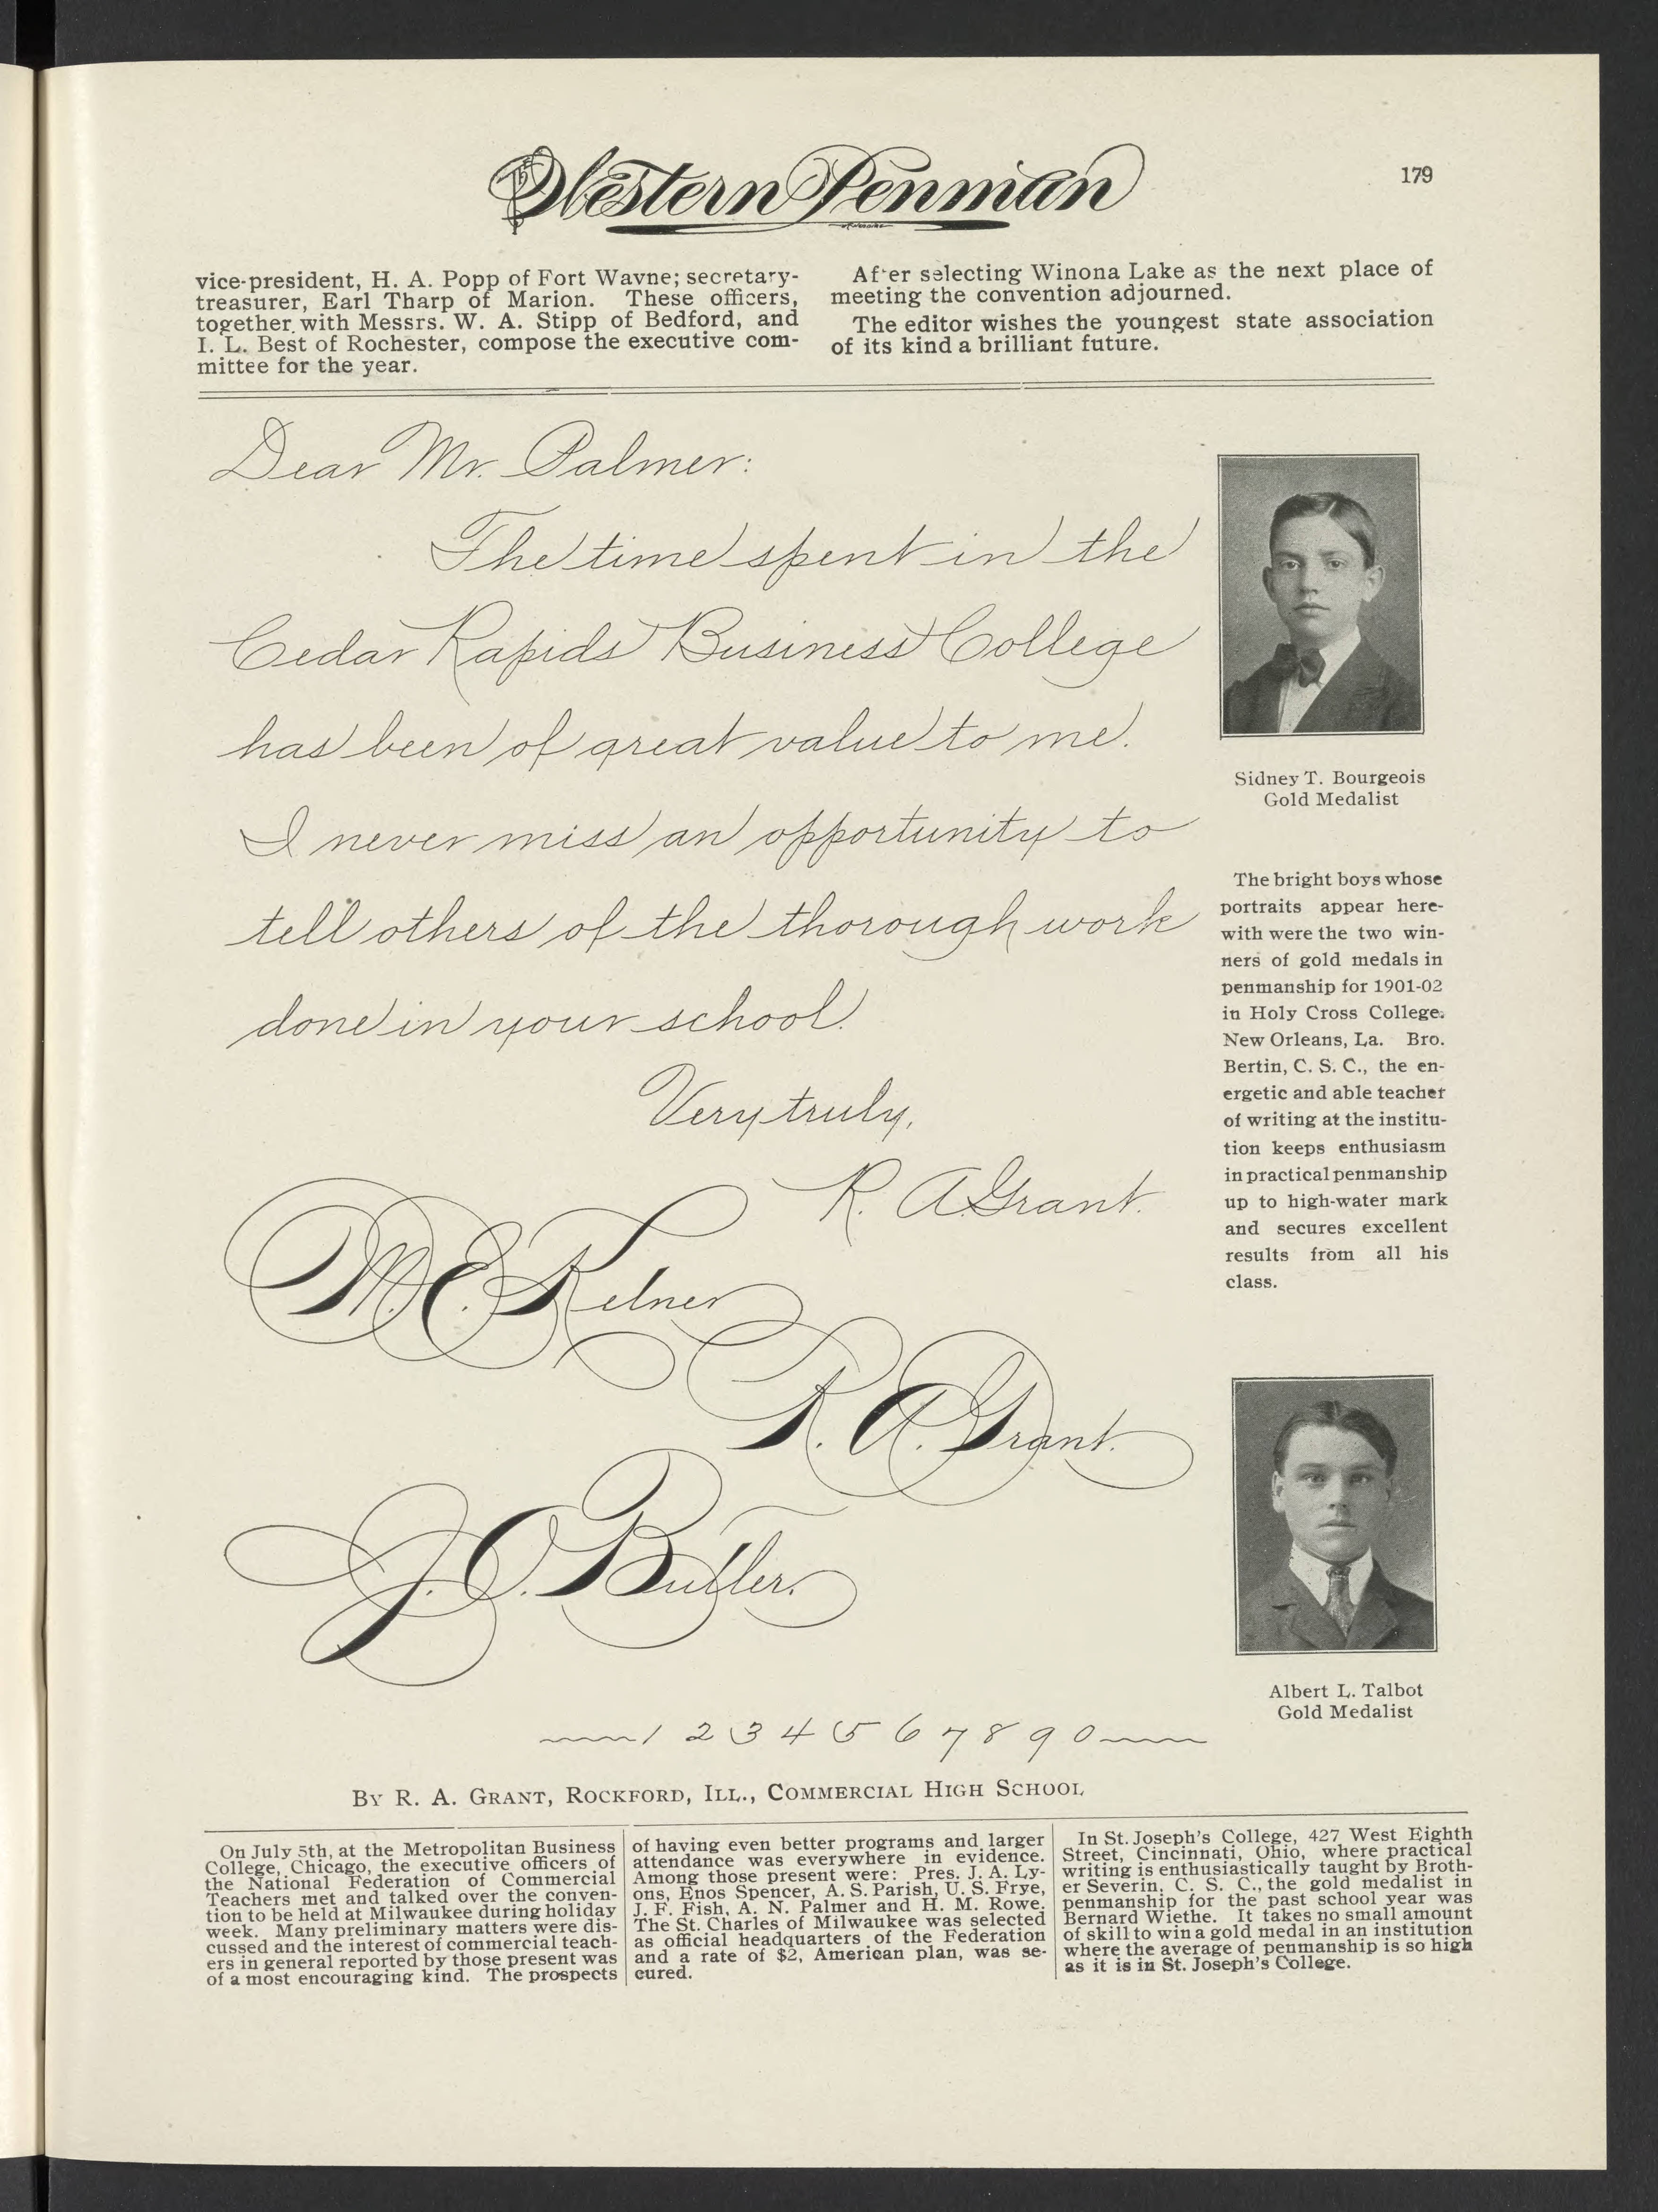 The Western Penman
179
vice-president, H. A. Popp of Fort Wayne; secretary-
treasurer, Earl Tharp of Marion. These officers,
together with Messrs. W. A. Stipp of Bedford, and
I. L. Best of Rochester, compose the executive com-
mittee for the year.
After selecting Winona Lake as the next place of
meeting the convention adjourned.
The editor wishes the youngest state association
of its kind a brilliant future.
Dear Mr. Palmer:
The time spent in the
Cedar Rapids Business College
has been of great value to me.
I never miss an opportunity to
tell others of the thorough work
done in your school.
Very truly,
R. A. Grant.
M. E. Kelner
R. A. Grant.
J. O. Butler.
1 2 3 4 5 6 7 8 9 0
By R. A. Grant, Rockford, Ill., Commercial High School
Sidney T. Bourgeois
Gold Medalist
The bright boys whose
portraits appear here-
with were the two win-
ners of gold medals in
penmanship for 1901-02
in Holy Cross College,
New Orleans, La. Bro.
Bertin, C. S. C., the en-
ergetic and able teacher
of writing at the institu-
tion keeps enthusiasm
in practical penmanship
up to high-water mark
and secures excellent
results from all his
class.
Albert L. Talbot
Gold Medalist
On July 5th, at the Metropolitan Business
College, Chicago, the executive officers of
the National Federation of Commercial
Teachers met and talked over the conven-
tion to be held at Milwaukee during holiday
week. Many preliminary matters were dis-
cussed and the interest of commercial teach-
ers in general reported by those present was
of a most encouraging kind. The prospects
of having even better programs and larger
attendance was everywhere in evidence.
Among those present were: Pres. J. A. Ly-
ons, Enos Spencer, A. S. Parish, U. S. Frye,
J. F. Fish, A. N. Palmer and H. M. Rowe.
The St. Charles of Milwaukee was selected
as official headquarters of the Federation
and a rate of $2, American plan, was se-
cured.
In St. Joseph's College, 427 West Eighth
Street, Cincinnati, Ohio, where practical
writing is enthusiastically taught by Broth-
er Severin, C. S. C., the gold medalist in
penmanship for the past school year was
Bernard Wiethe. It takes no small amount
of skill to win a gold medal in an institution
where the average of penmanship is so high
as it is in St. Joseph's College.